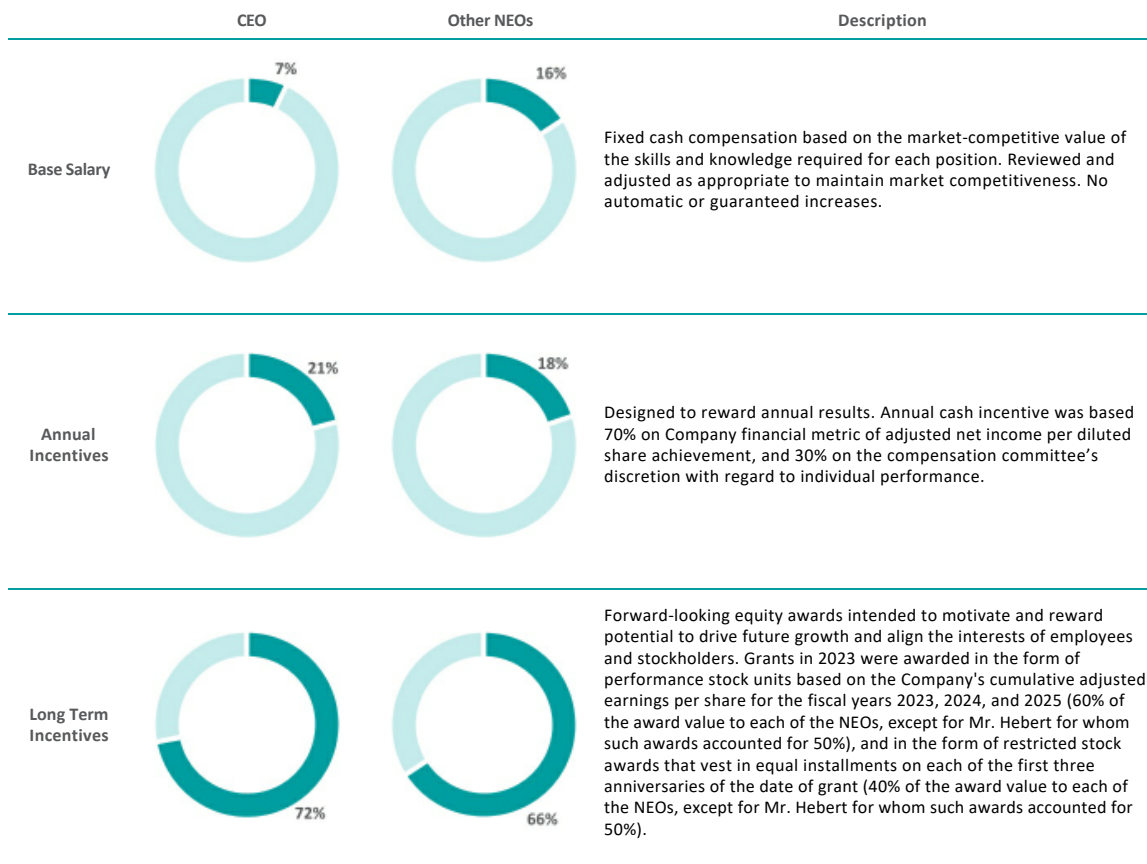 CEO Other NEOs Description
7%
16%
Base Salary
Fixed cash compensation based on the market-competitive value of
the skills and knowledge required for each position. Reviewed and
adjusted as appropriate to maintain market competitiveness. No
automatic or guaranteed increases.
21%
18%
Annual
Incentives
Designed to reward annual results. Annual cash incentive was based
70% on Company financial metric of adjusted net income per diluted
share achievement, and 30% on the compensation committee’s
discretion with regard to individual performance.
Long Term
Incentives
72%
66%
Forward-looking equity awards intended to motivate and reward
potential to drive future growth and align the interests of employees
and stockholders. Grants in 2023 were awarded in the form of
performance stock units based on the Company's cumulative adjusted
earnings per share for the fiscal years 2023, 2024, and 2025 (60% of
the award value to each of the NEOs, except for Mr. Hebert for whom
such awards accounted for 50%), and in the form of restricted stock
awards that vest in equal installments on each of the first three
anniversaries of the date of grant (40% of the award value to each of
the NEOs, except for Mr. Hebert for whom such awards accounted for
50%).